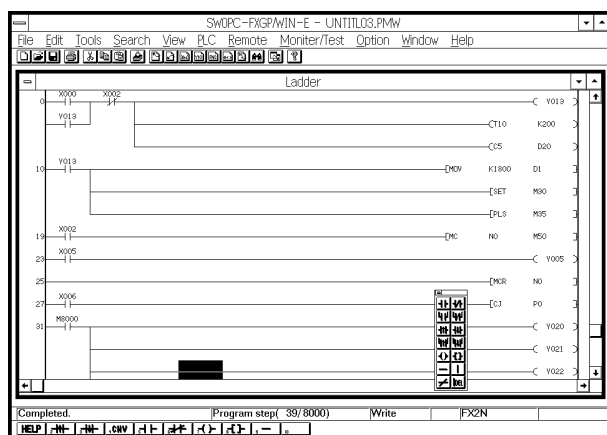 SW0PC-FXGP/WIN-E - UNTITL03.PMW
File Edit Tools Search View PLC Remote Moniter/Test Option Window Help
Ladder
0 X000 X002 Y013
Y013 T10 K200
C5 D20
10 Y013 MOV K1800 D1
SET M30
PLS M35
19 X002 MC N0 M50
23 X005 Y005
25 MCR N0
27 X006 CJ P0
31 M8000 Y020
Y021
Y022
DEL
Completed. Program step( 39/8000) Write FX2N
HELP .CNV